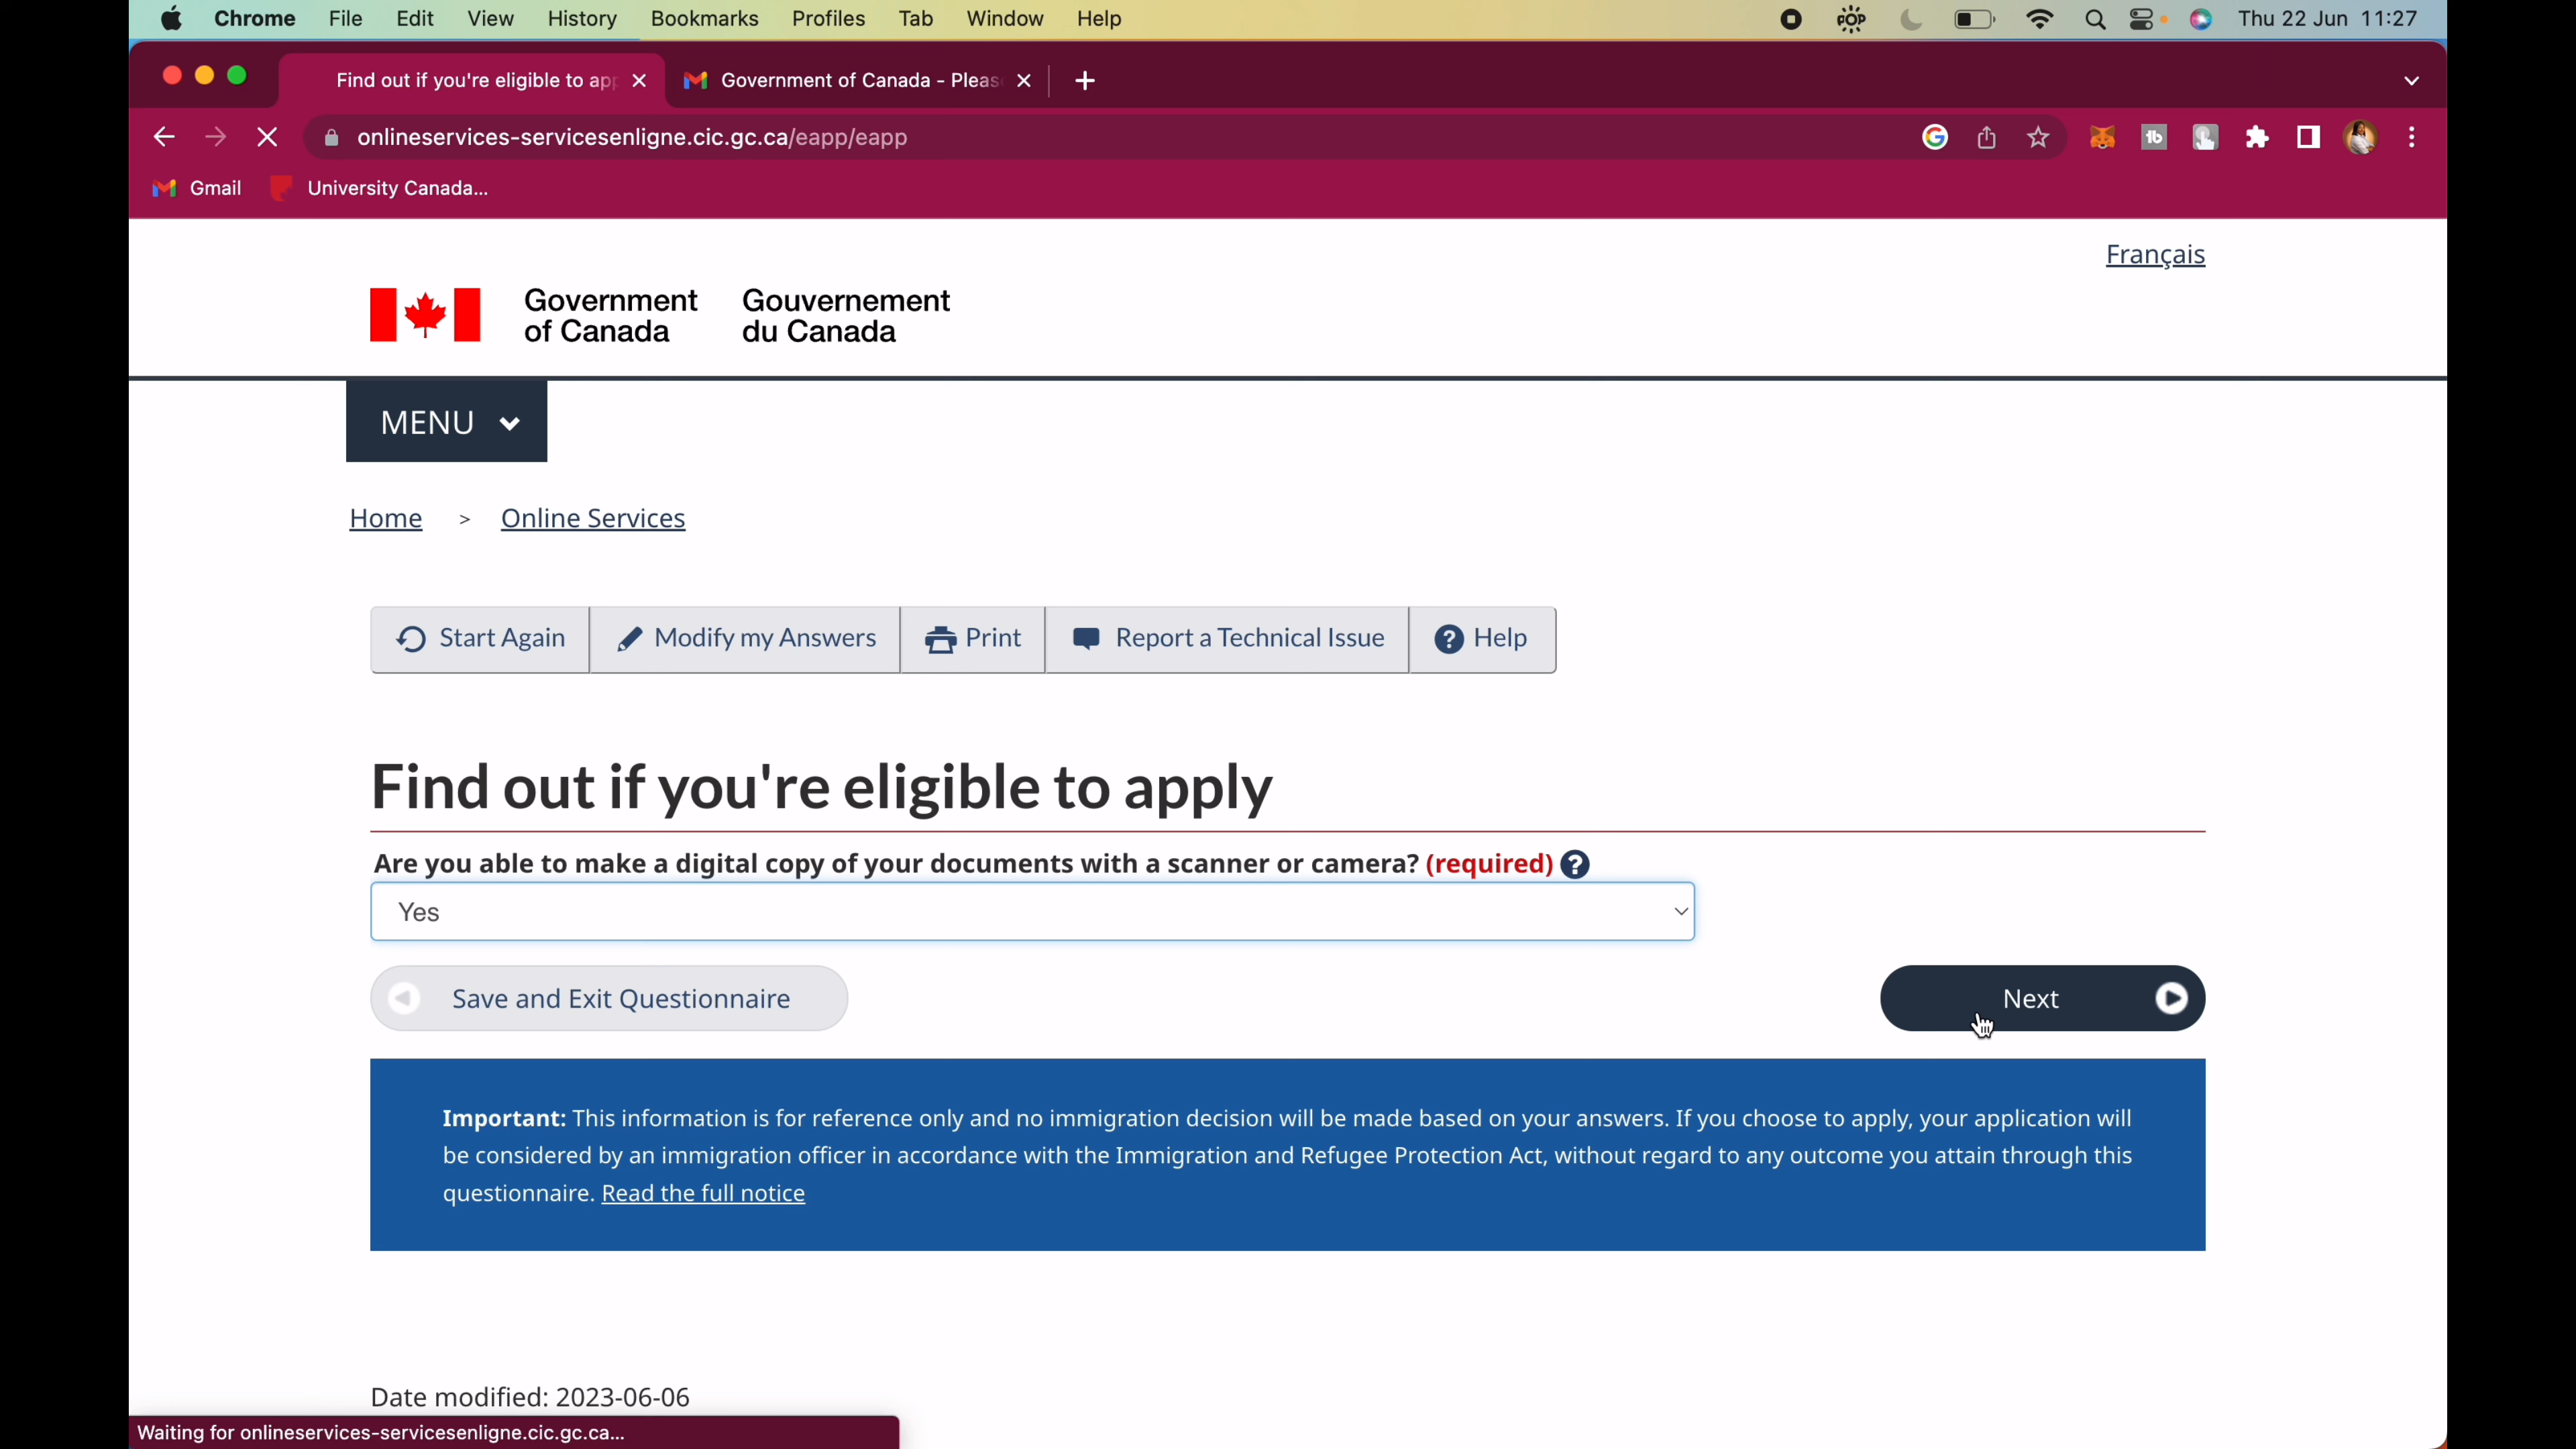 Chrome File Edit View History Bookmarks Profiles Tab Window Help POP Thu 22 Jun 11:27
Find out if you're eligible to app Government of Canada - Pleas
onlineservices-servicesenligne.cic.gc.ca/eapp/eapp
Gmail University Canada...
Français
Government Gouvernement
of Canada du Canada
MENU
Home > Online Services
Start Again Modify my Answers Print Report a Technical Issue Help
Find out if you're eligible to apply
Are you able to make a digital copy of your documents with a scanner or camera? (required)
Yes
Save and Exit Questionnaire Next
Important: This information is for reference only and no immigration decision will be made based on your answers. If you choose to apply, your application will
be considered by an immigration officer in accordance with the Immigration and Refugee Protection Act, without regard to any outcome you attain through this
questionnaire. Read the full notice
Date modified: 2023-06-06
Waiting for onlineservices-servicesenligne.cic.gc.ca...